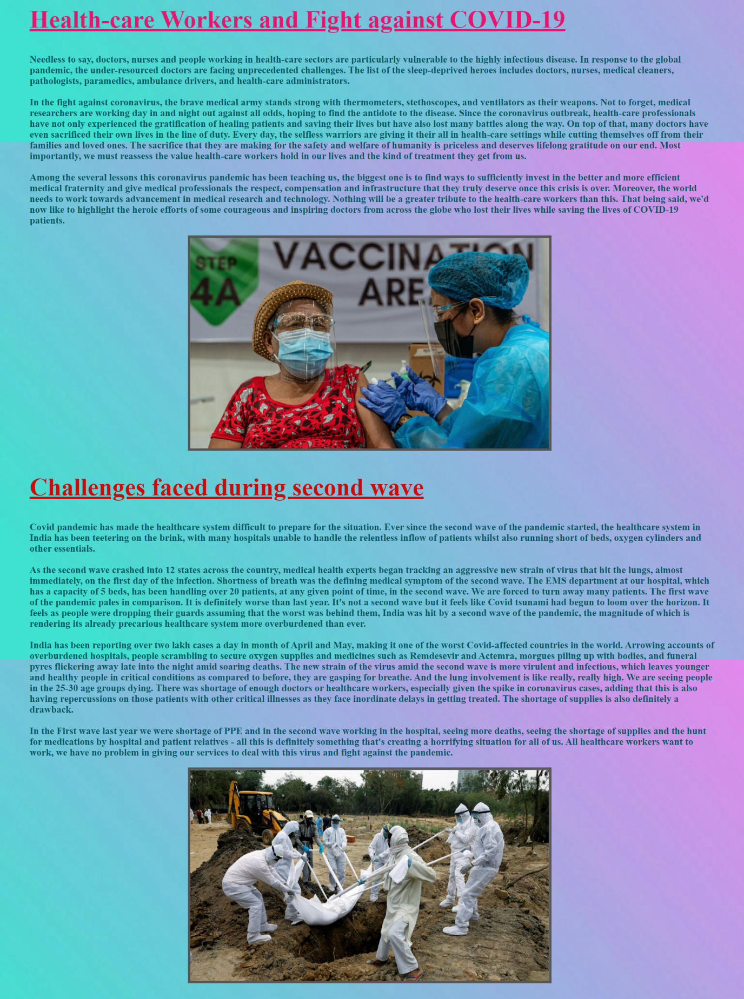 Health-care Workers and Fight against COVID-19
Needless to say, doctors, nurses and people working in health-care sectors are particularly vulnerable to the highly infectious disease. In response to the global
pandemic, the under-resourced doctors are facing unprecedented challenges. The list of the sleep-deprived heroes includes doctors, nurses, medical cleaners,
pathologists, paramedics, ambulance drivers, and health-care administrators.
In the fight against coronavirus, the brave medical army stands strong with thermometers, stethoscopes, and ventilators as their weapons. Not to forget, medical
researchers are working day in and night out against all odds, hoping to find the antidote to the disease. Since the coronavirus outbreak, health-care professionals
have not only experienced the gratification of healing patients and saving their lives but have also lost many battles along the way. On top of that, many doctors have
even sacrificed their own lives in the line of duty. Every day, the selfless warriors are giving it their all in health-care settings while cutting themselves off from their
families and loved ones. The sacrifice that they are making for the safety and welfare of humanity is priceless and deserves lifelong gratitude on our end. Most
importantly, we must reassess the value health-care workers hold in our lives and the kind of treatment they get from us.
Among the several lessons this coronavirus pandemic has been teaching us, the biggest one is to find ways to sufficiently invest in the better and more efficient
medical fraternity and give medical professionals the respect, compensation and infrastructure that they truly deserve once this crisis is over. Moreover, the world
needs to work towards advancement in medical research and technology. Nothing will be a greater tribute to the health-care workers than this. That being said, we'd
now like to highlight the heroic efforts of some courageous and inspiring doctors from across the globe who lost their lives while saving the lives of COVID-19
patients.
STEP
4A
VACCINATION
ARE
Challenges faced during second wave
Covid pandemic has made the healthcare system difficult to prepare for the situation. Ever since the second wave of the pandemic started, the healthcare system in
India has been teetering on the brink, with many hospitals unable to handle the relentless inflow of patients whilst also running short of beds, oxygen cylinders and
other essentials.
As the second wave crashed into 12 states across the country, medical health experts began tracking an aggressive new strain of virus that hit the lungs, almost
immediately, on the first day of the infection. Shortness of breath was the defining medical symptom of the second wave. The EMS department at our hospital, which
has a capacity of 5 beds, has been handling over 20 patients, at any given point of time, in the second wave. We are forced to turn away many patients. The first wave
of the pandemic pales in comparison. It is definitely worse than last year. It's not a second wave but it feels like Covid tsunami had begun to loom over the horizon. It
feels as people were dropping their guards assuming that the worst was behind them, India was hit by a second wave of the pandemic, the magnitude of which is
rendering its already precarious healthcare system more overburdened than ever.
India has been reporting over two lakh cases a day in month of April and May, making it one of the worst Covid-affected countries in the world. Arrowing accounts of
overburdened hospitals, people scrambling to secure oxygen supplies and medicines such as Remdesevir and Actemra, morgues piling up with bodies, and funeral
pyres flickering away late into the night amid soaring deaths. The new strain of the virus amid the second wave is more virulent and infectious, which leaves younger
and healthy people in critical conditions as compared to before, they are gasping for breathe. And the lung involvement is like really, really high. We are seeing people
in the 25-30 age groups dying. There was shortage of enough doctors or healthcare workers, especially given the spike in coronavirus cases, adding that this is also
having repercussions on those patients with other critical illnesses as they face inordinate delays in getting treated. The shortage of supplies is also definitely a
drawback.
In the First wave last year we were shortage of PPE and in the second wave working in the hospital, seeing more deaths, seeing the shortage of supplies and the hunt
for medications by hospital and patient relatives - all this is definitely something that's creating a horrifying situation for all of us. All healthcare workers want to
work, we have no problem in giving our services to deal with this virus and fight against the pandemic.